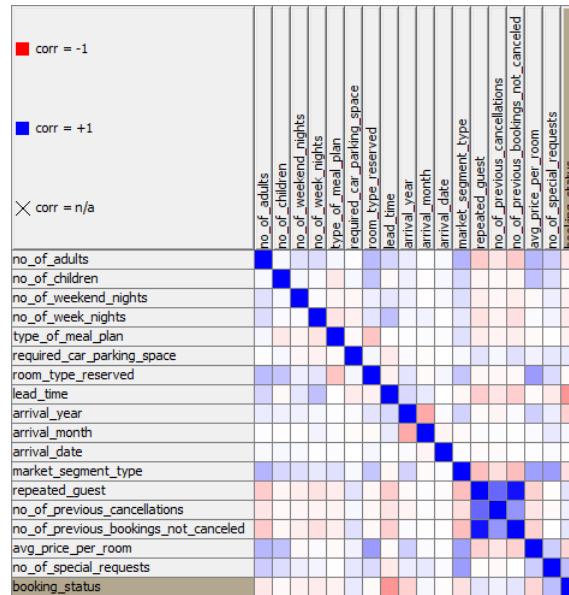 corr = -1
corr = +1
corr = n/a
no_of_adults
no_of_children
no_of_weekend_nights
no_of_week_nights
type_of_meal_plan
required_car_parking_space
room_type_reserved
lead_time
arrival_year
arrival_month
arrival_date
market_segment_type
repeated_guest
no_of_previous_cancellations
no_of_previous_bookings_not_canceled
avg_price_per_room
no_of_special_requests
booking_status
no_of_adults
no_of_children
no_of_weekend_nights
no_of_week_nights
type_of_meal_plan
required_car_parking_space
room_type_reserved
lead_time
arrival_year
arrival_month
arrival_date
market_segment_type
repeated_guest
no_of_previous_cancellations
no_of_previous_bookings_not_canceled
avg_price_per_room
no_of_special_requests
booking_status